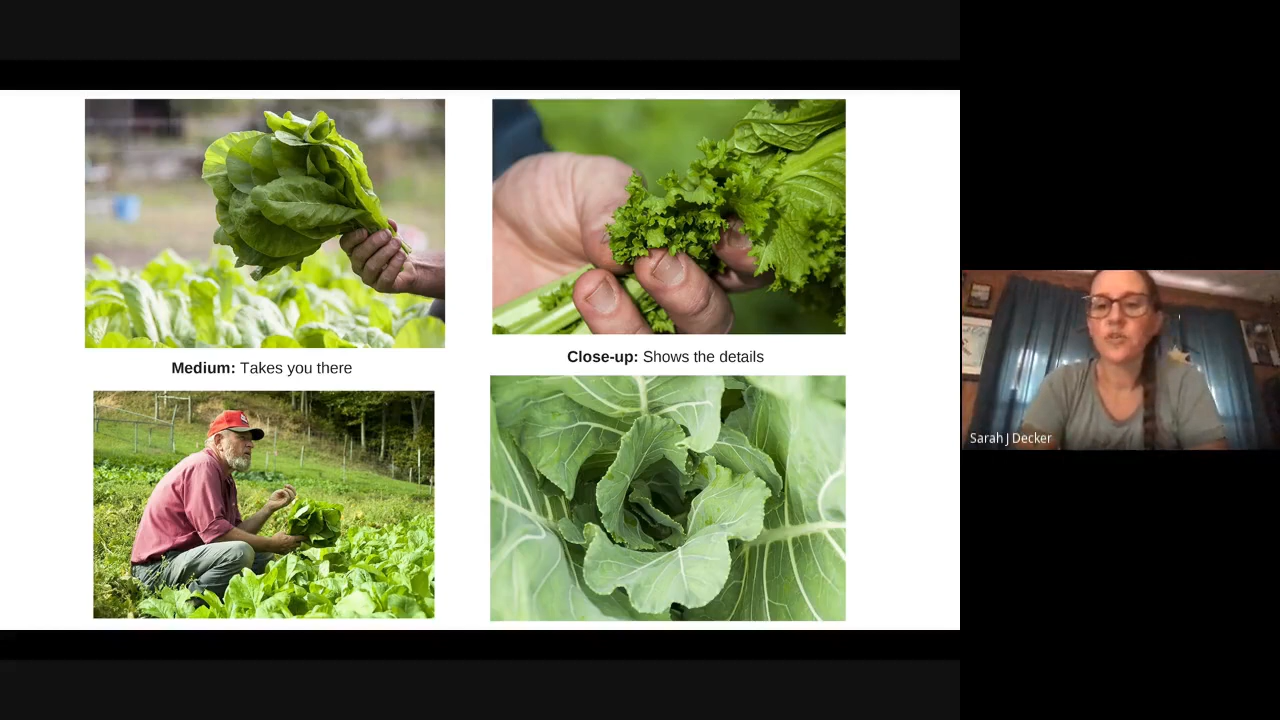 Medium: Takes you there
Close-up: Shows the details
Sarah J Decker